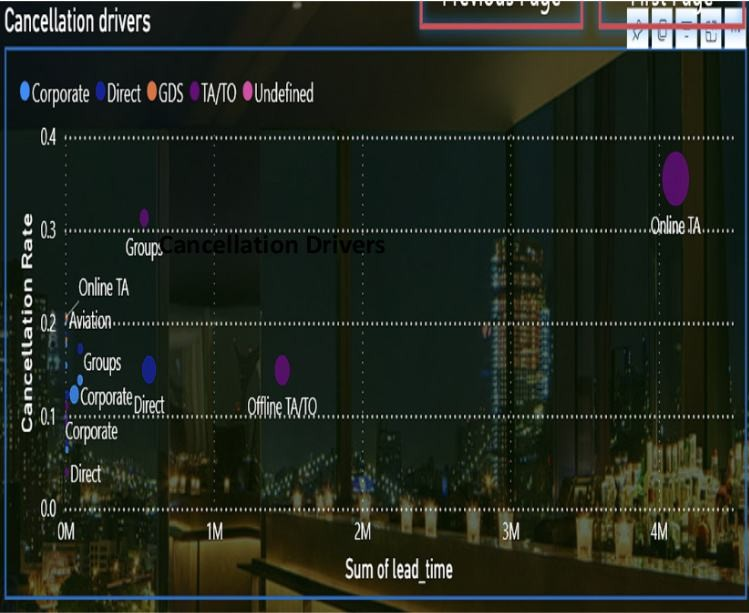 Previous Page
First Page
Cancellation drivers
Corporate Direct GDS TA/TO Undefined
0.4
0.3
Online TA
Groups
Cancellation Drivers
Online TA
0.2
Aviation
Groups
Corporate
Direct
Offline TA/TO
0.1
Corporate
Direct
0.0
0M 1M 2M 3M 4M
Cancellation Rate
Sum of lead_time